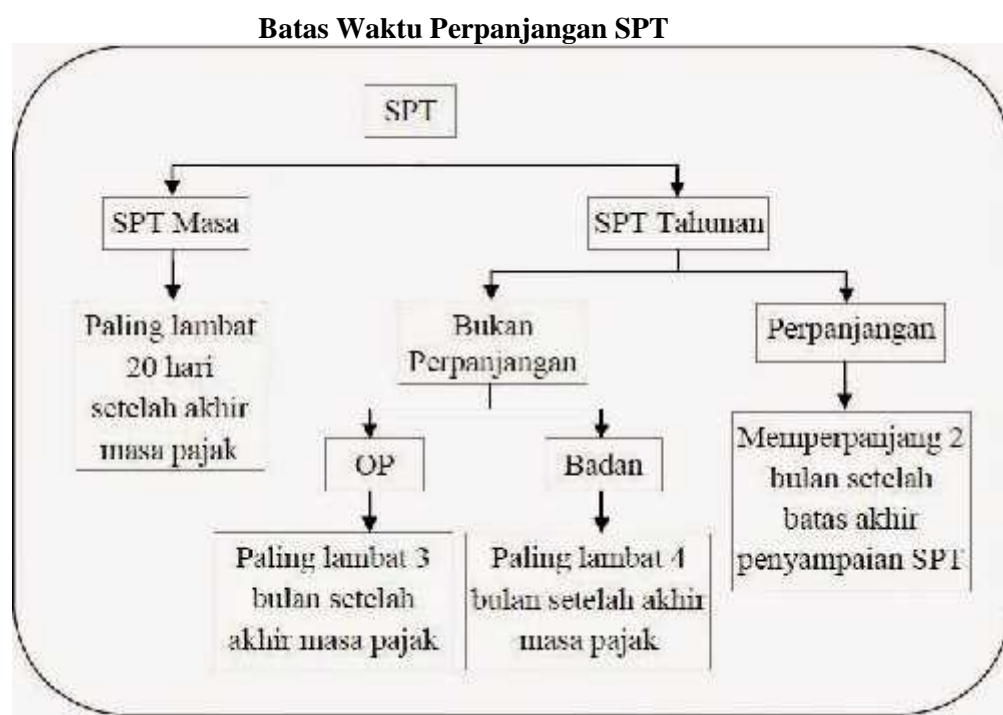 Batas Waktu Perpanjangan SPT
SPT
SPT Masa
SPT Tahunan
Paling lambat
20 hari
setelah akhir
masa pajak
Bukan
Perpanjangan
Perpanjangan
OP
Badan
Memperpanjang 2
bulan setelah
batas akhir
penyampaian SPT
Paling lambat 3
bulan setelah
akhir masa pajak
Paling lambat 4
bulan setelah akhir
masa pajak